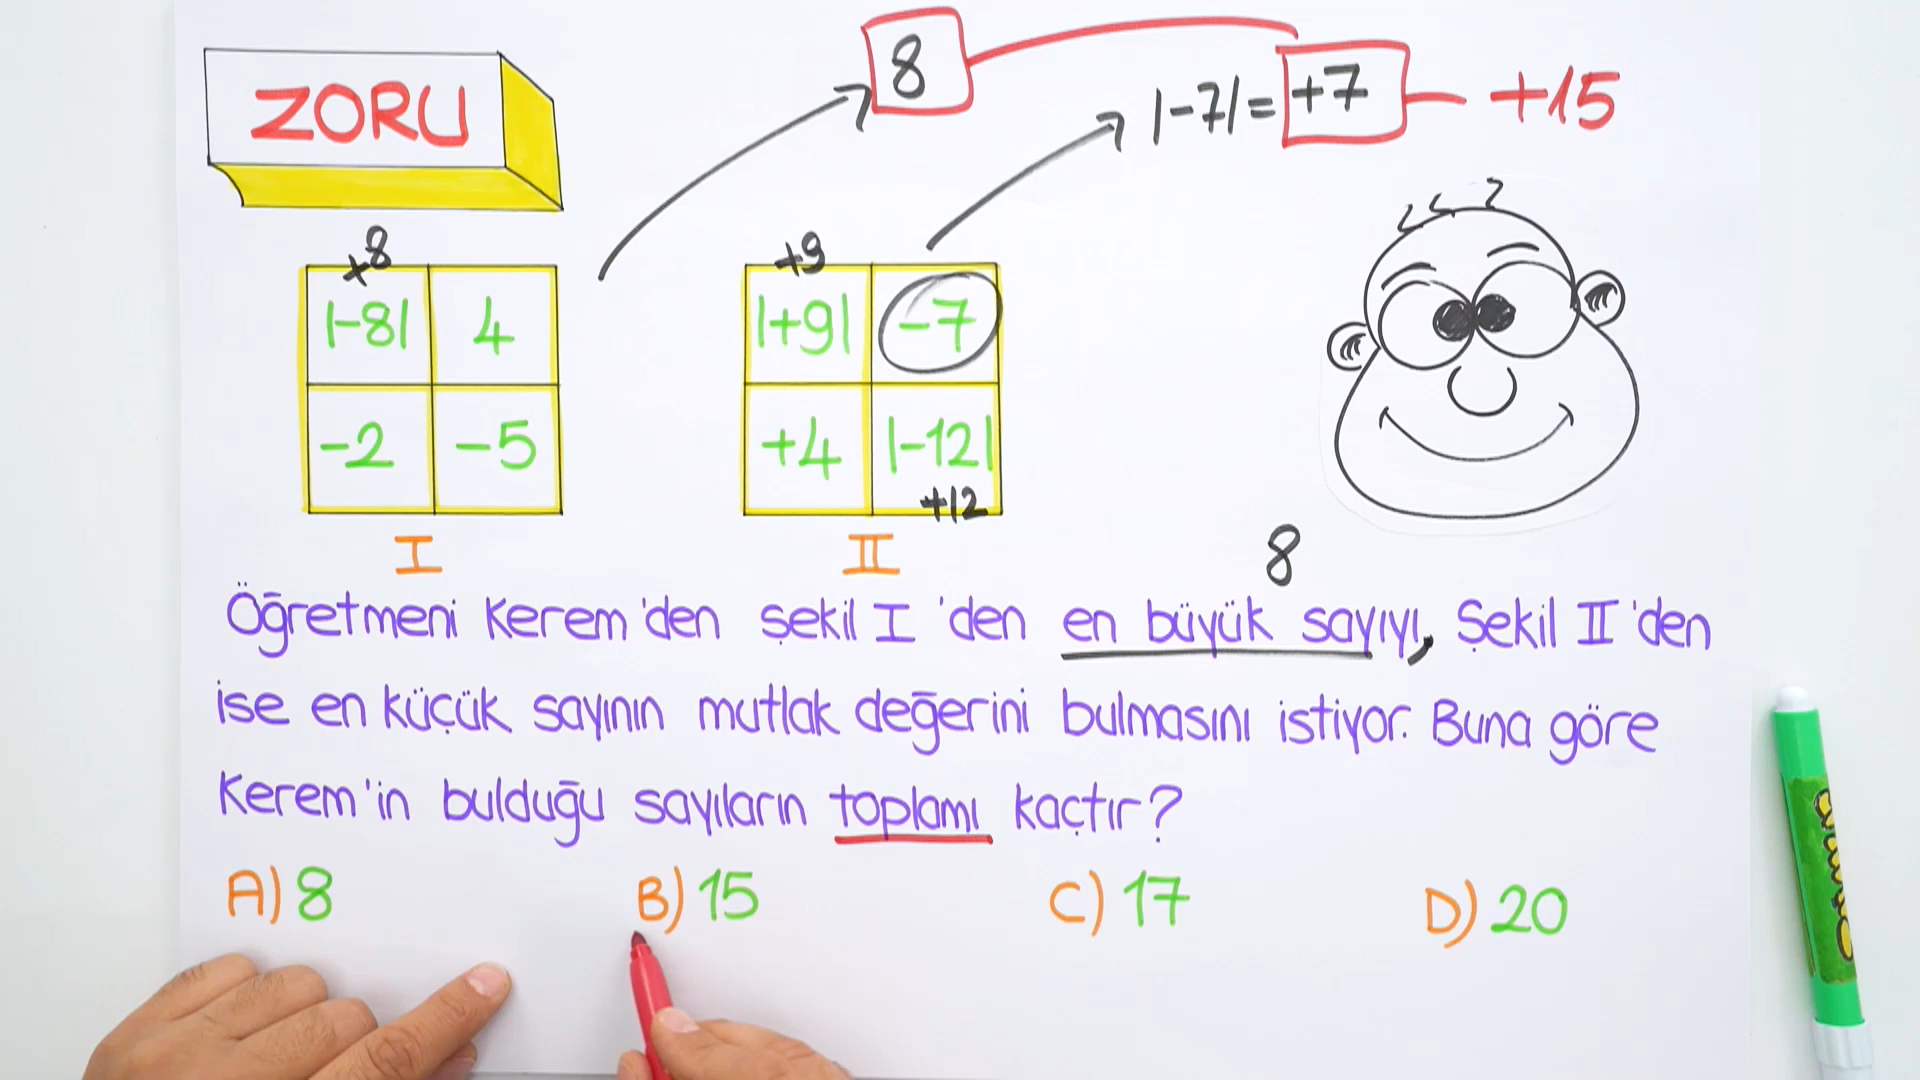 ZORU
8
|-7| = +7 +15
+8
|-8| 4
-2 -5
I
+9
|+9| -7
+4 |-12|
+12
II
8
Öğretmeni Kerem'den şekil I'den en büyük sayıyı, Şekil II'den
ise en küçük sayının mutlak değerini bulmasını istiyor. Buna göre
Kerem'in bulduğu sayıların toplamı kaçtır?
A) 8 B) 15 C) 17 D) 20